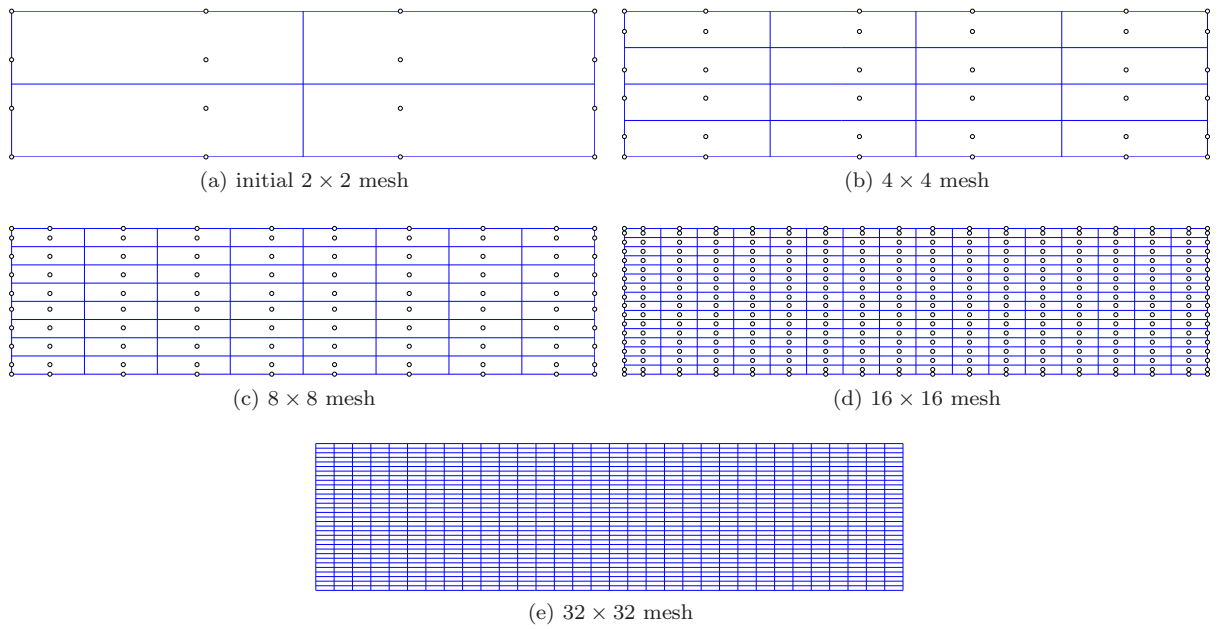 (a) initial 2 × 2 mesh
(b) 4 × 4 mesh
(c) 8 × 8 mesh
(d) 16 × 16 mesh
(e) 32 × 32 mesh